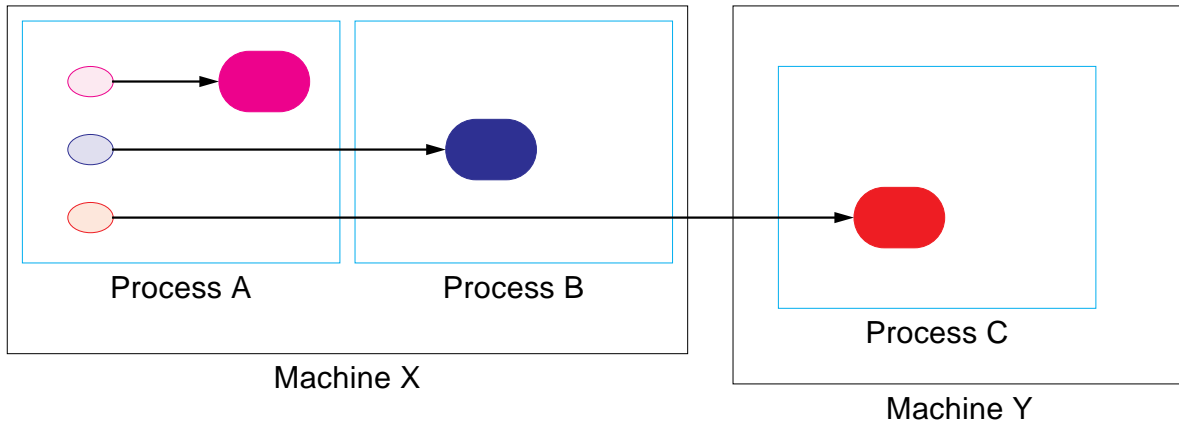 Process A
Process B
Process C
Machine X
Machine Y